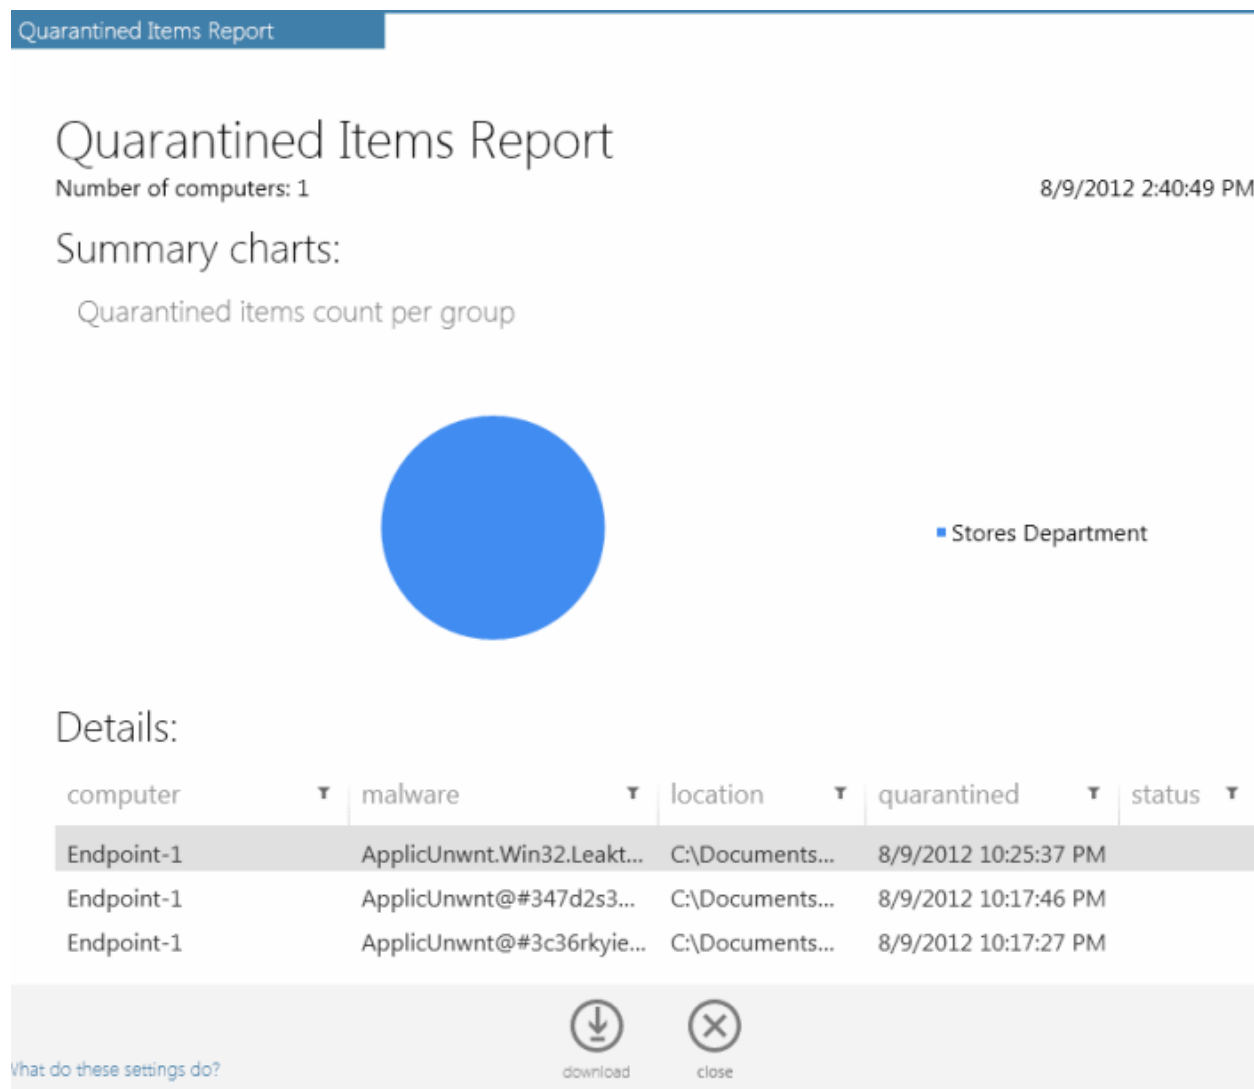 Quarantined Items Report
Quarantined Items Report
Number of computers: 1 8/9/2012 2:40:49 PM
Summary charts:
Quarantined items count per group
Stores Department
Details:
computer malware location quarantined status
Endpoint-1 ApplicUnwnt.Win32.Leakt... C:\Documents... 8/9/2012 10:25:37 PM
Endpoint-1 ApplicUnwnt@#347d2s3... C:\Documents... 8/9/2012 10:17:46 PM
Endpoint-1 ApplicUnwnt@#3c36rkyie... C:\Documents... 8/9/2012 10:17:27 PM
What do these settings do? download close